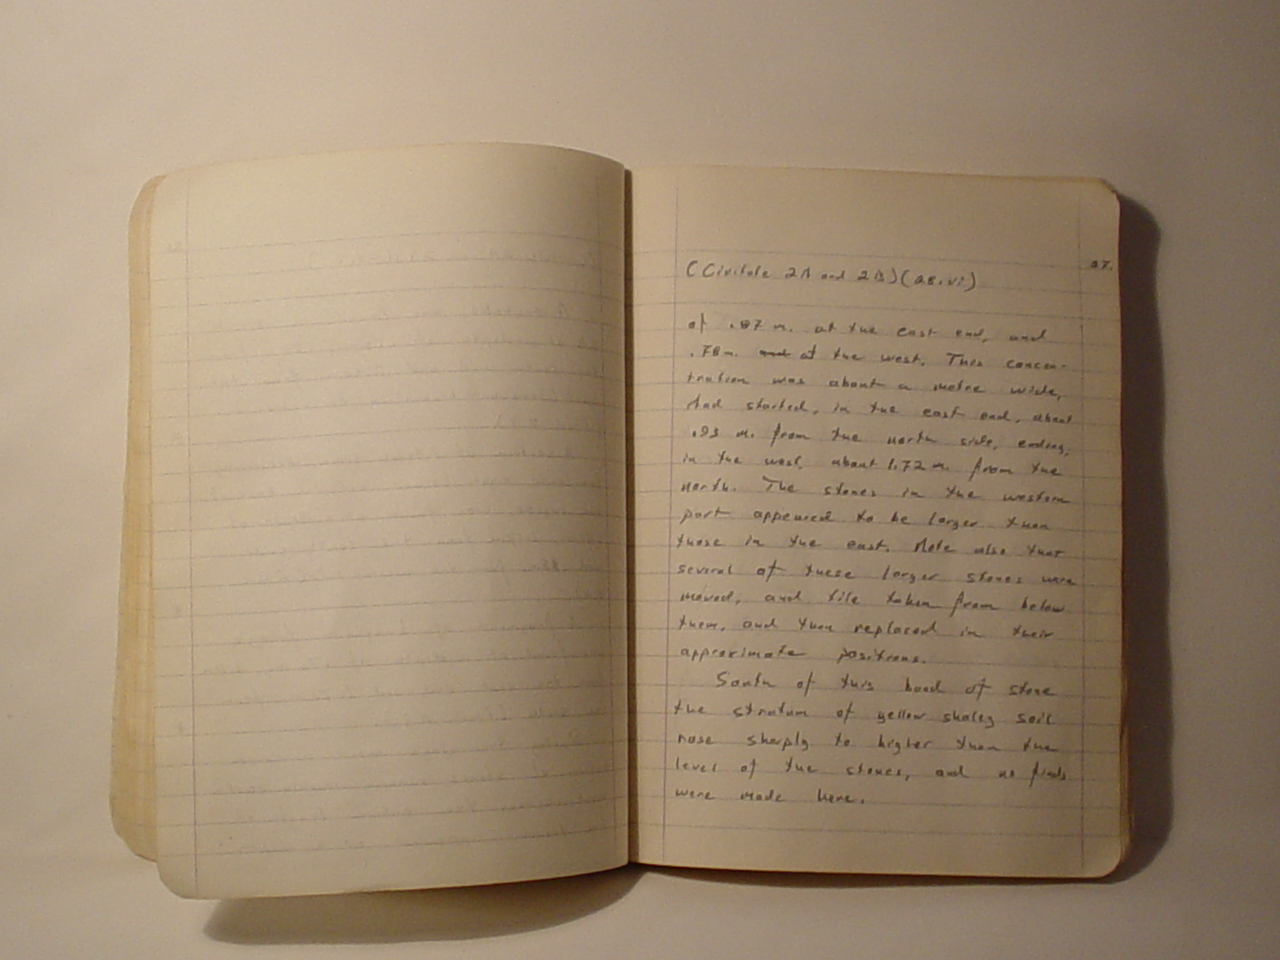 37.
(Civitate 2A and 2B) (28.vi)
of .87 m. at the east end, and
.78 m. and at the west. This concen-
tration was about a metre wide,
And started, in the east end, about
.93 m. from the north side, ending,
in the west, about 1.72 m. from the
north. The stones in the western
part appeared to be larger than
those in the east. Note also that
several of these larger stones were
moved, and tile taken from below
them, and then replaced in their
approximate positions.
South of this band of stone
the stratum of yellow shaley soil
rose sharply to higher than the
level of the stones, and no finds
were made here.